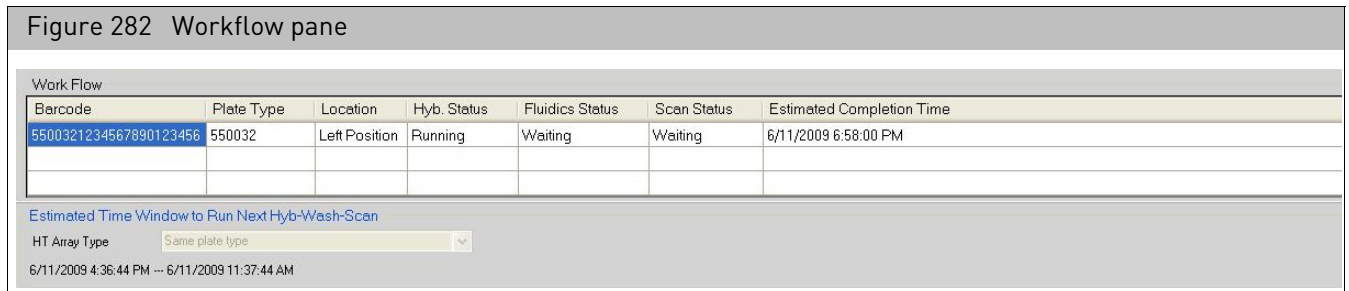 Figure 282 Workflow pane
Work Flow
Barcode Plate Type Location Hyb. Status Fluidics Status Scan Status Estimated Completion Time
5500321234567890123456 550032 Left Position Running Waiting Waiting 6/11/2009 6:58:00 PM
Estimated Time Window to Run Next Hyb-Wash-Scan
HT Array Type Same plate type
6/11/2009 4:36:44 PM --- 6/11/2009 11:37:44 AM